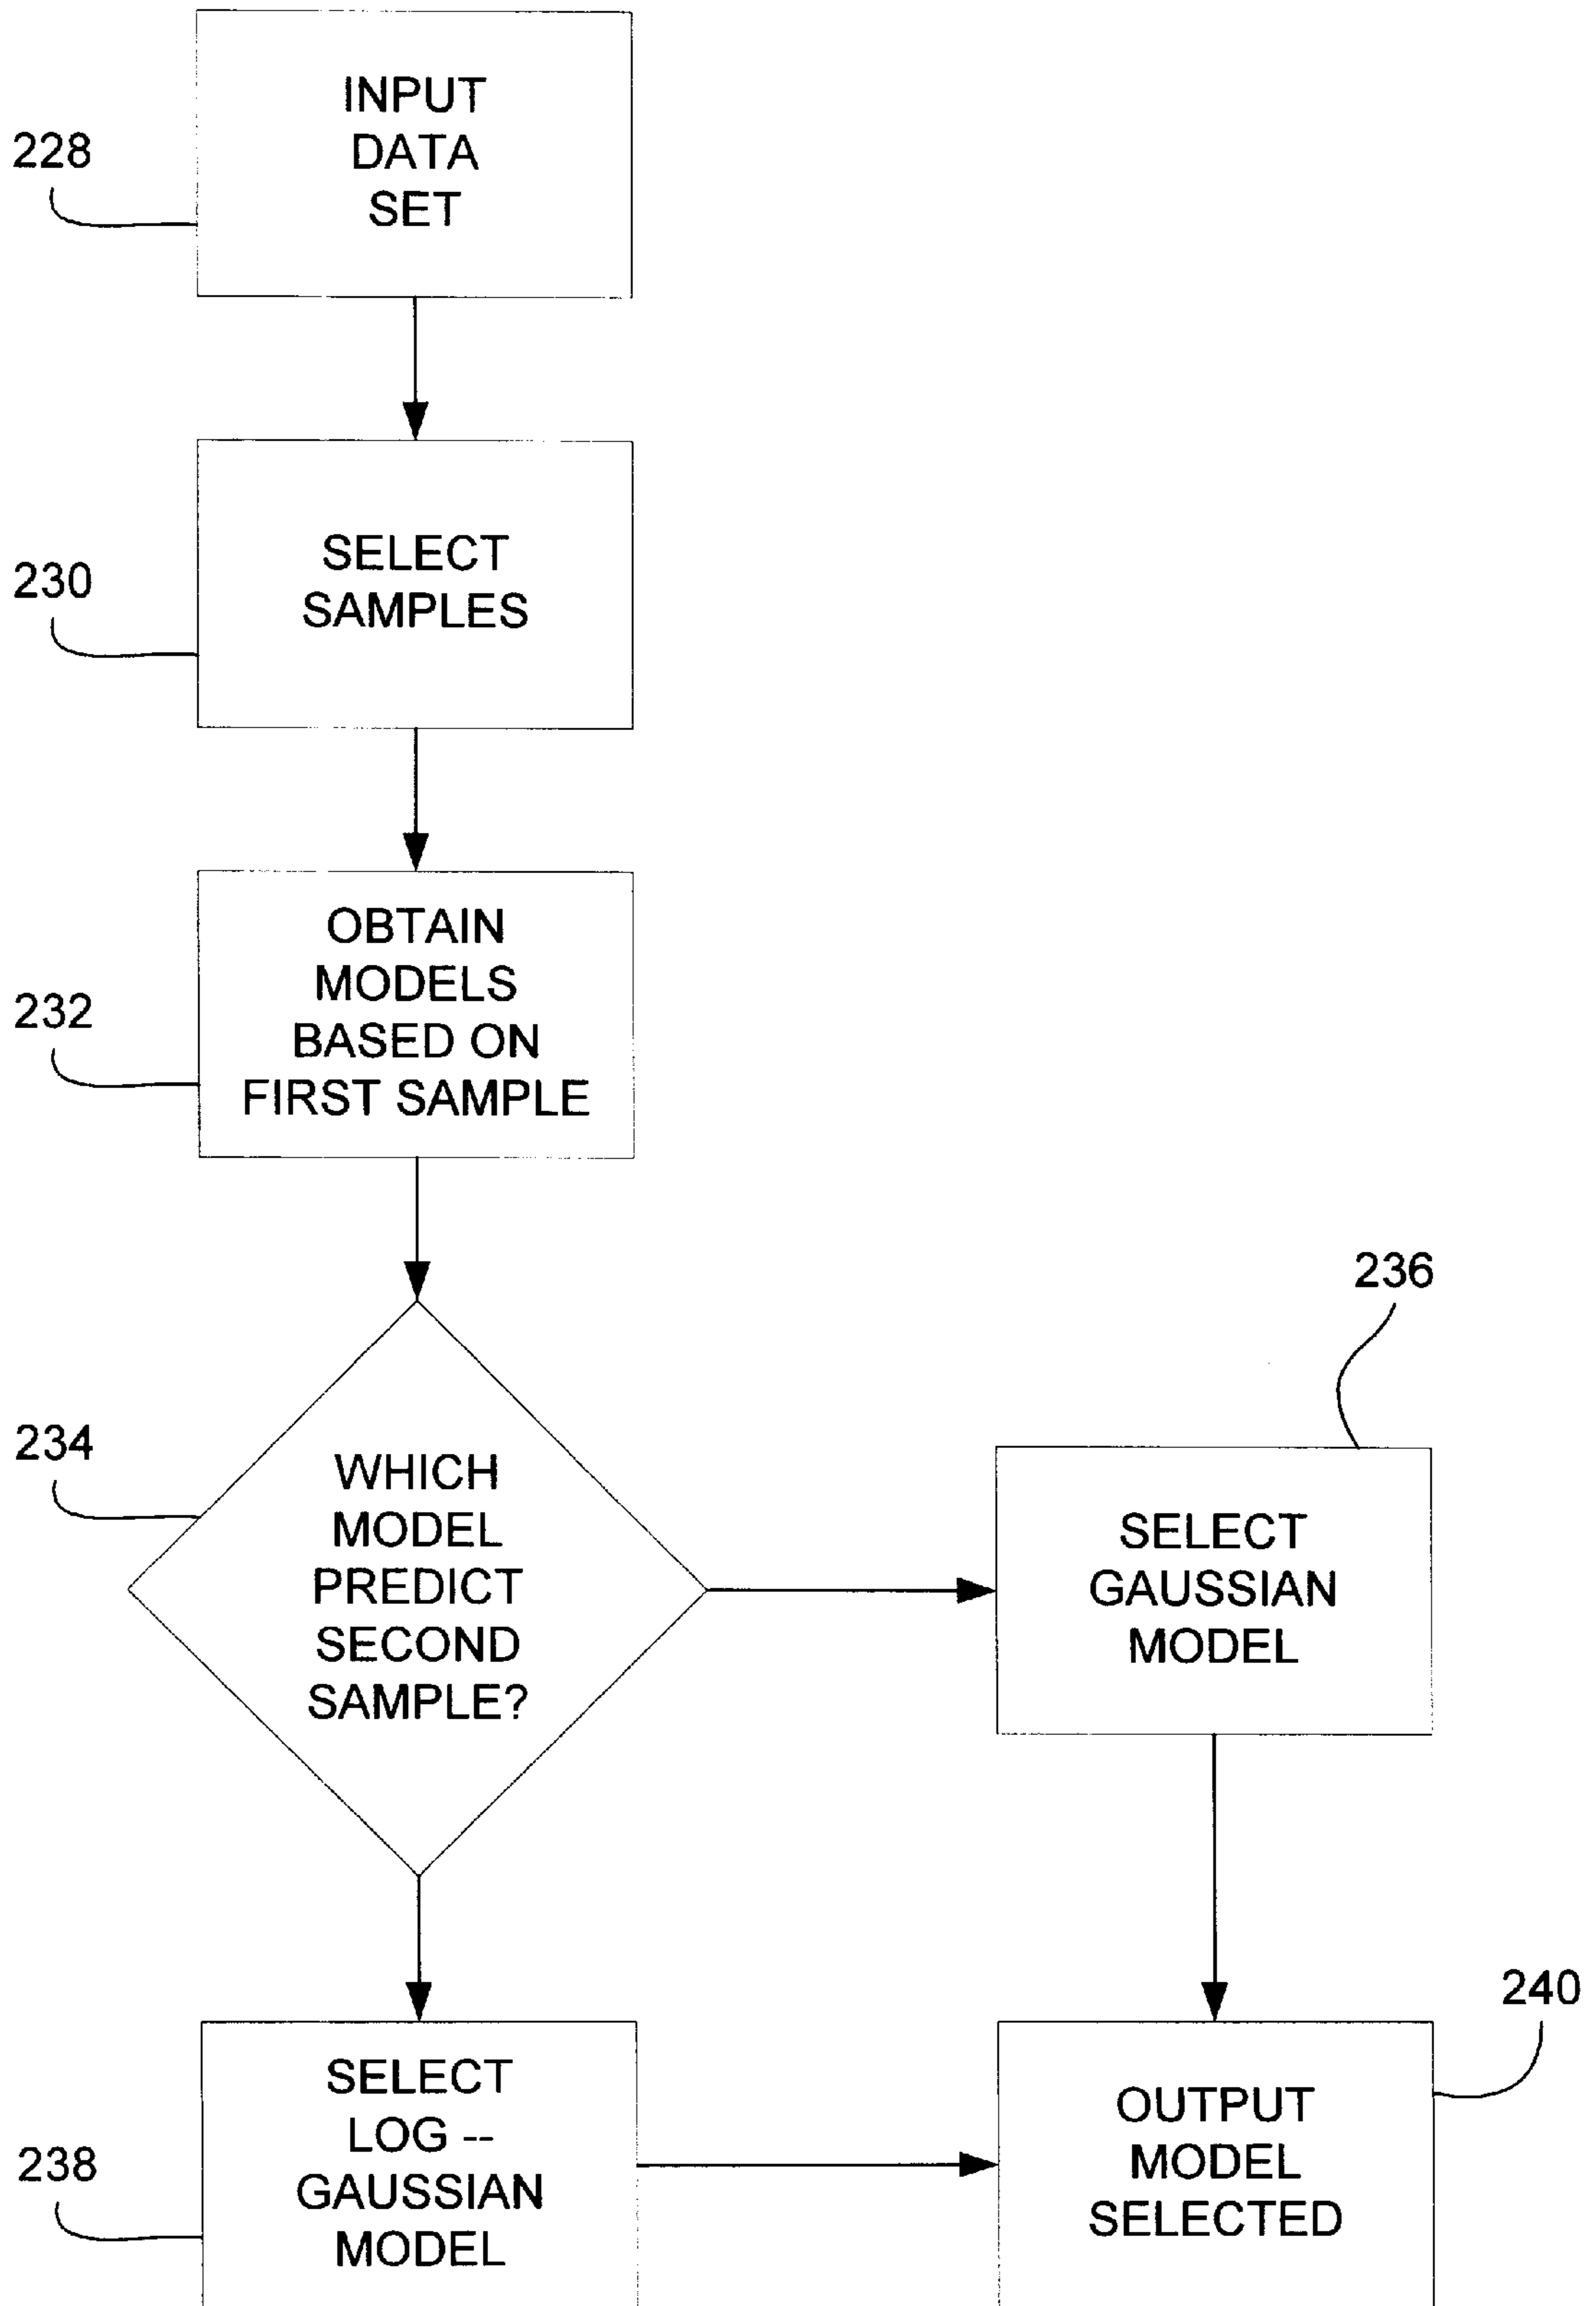 INPUT
DATA
SET
228
SELECT
SAMPLES
230
OBTAIN
MODELS
BASED ON
FIRST SAMPLE
232
236
234
WHICH
MODEL
PREDICT
SECOND
SAMPLE?
SELECT
GAUSSIAN
MODEL
240
SELECT
LOG --
GAUSSIAN
MODEL
238
OUTPUT
MODEL
SELECTED